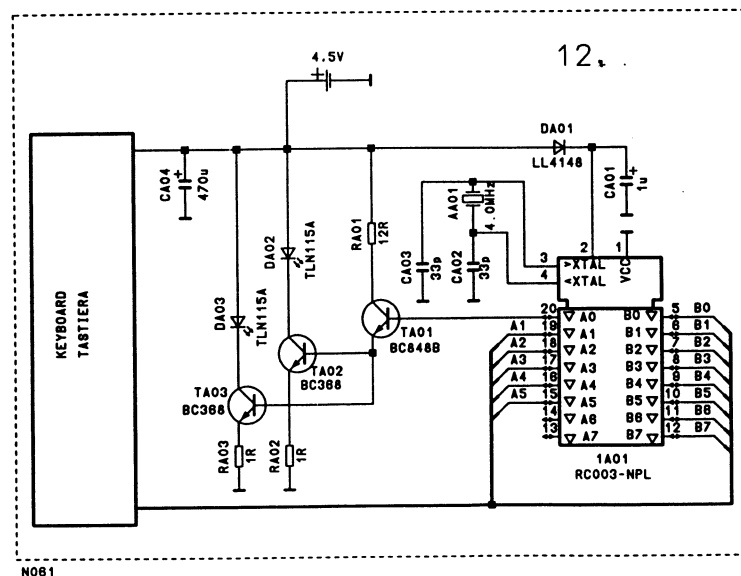 4.5V
12.
DA01
LL4148
CA04
470u
CA01
1u
AA01
4.0MHz
RA01
12R
DA02
TLN115A
CA03
33p
CA02
33p
2
1
3
>XTAL
4
<XTAL
VCC
DA03
TLN115A
KEYBOARD
TASTIERA
TA01
BC848B
TA02
BC368
TA03
BC368
RA03
1R
RA02
1R
20 A0 B0 5 B0
A1 19 A1 B1 6 B1
A2 18 A2 B2 7 B2
A3 17 A3 B3 8 B3
A4 16 A4 B4 9 B4
A5 15 A5 B5 10 B5
14 A6 B6 11 B6
13 A7 B7 12 B7
1A01
RC003-NPL
N061